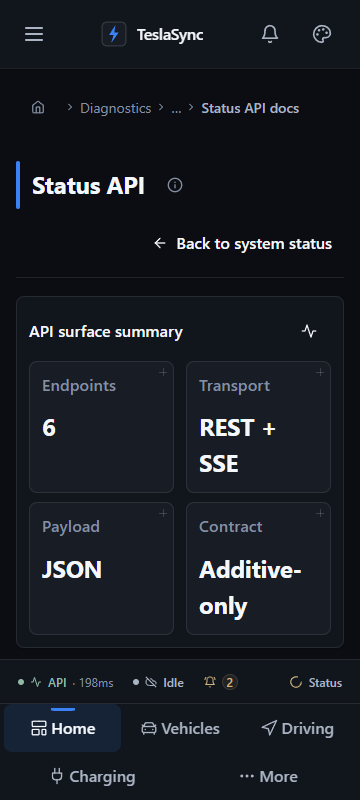 TeslaSync
Diagnostics
...
Status API docs
Status API
Back to system status
API surface summary
Endpoints
6
Transport
REST +
SSE
Payload
JSON
Contract
Additive-
only
API · 198ms
Idle
2
Status
Home
Vehicles
Driving
Charging
More